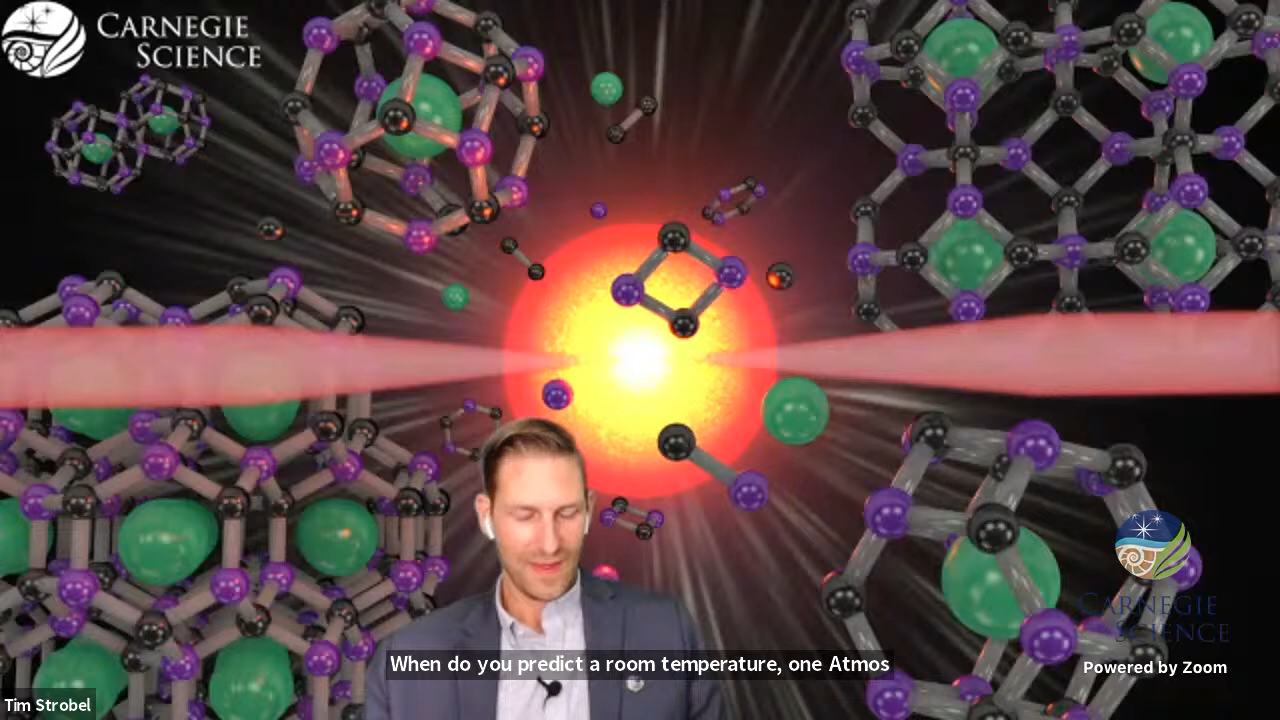 CARNEGIE
SCIENCE
CARNEGIE
SCIENCE
When do you predict a room temperature, one Atmos
Powered by Zoom
Tim Strobel